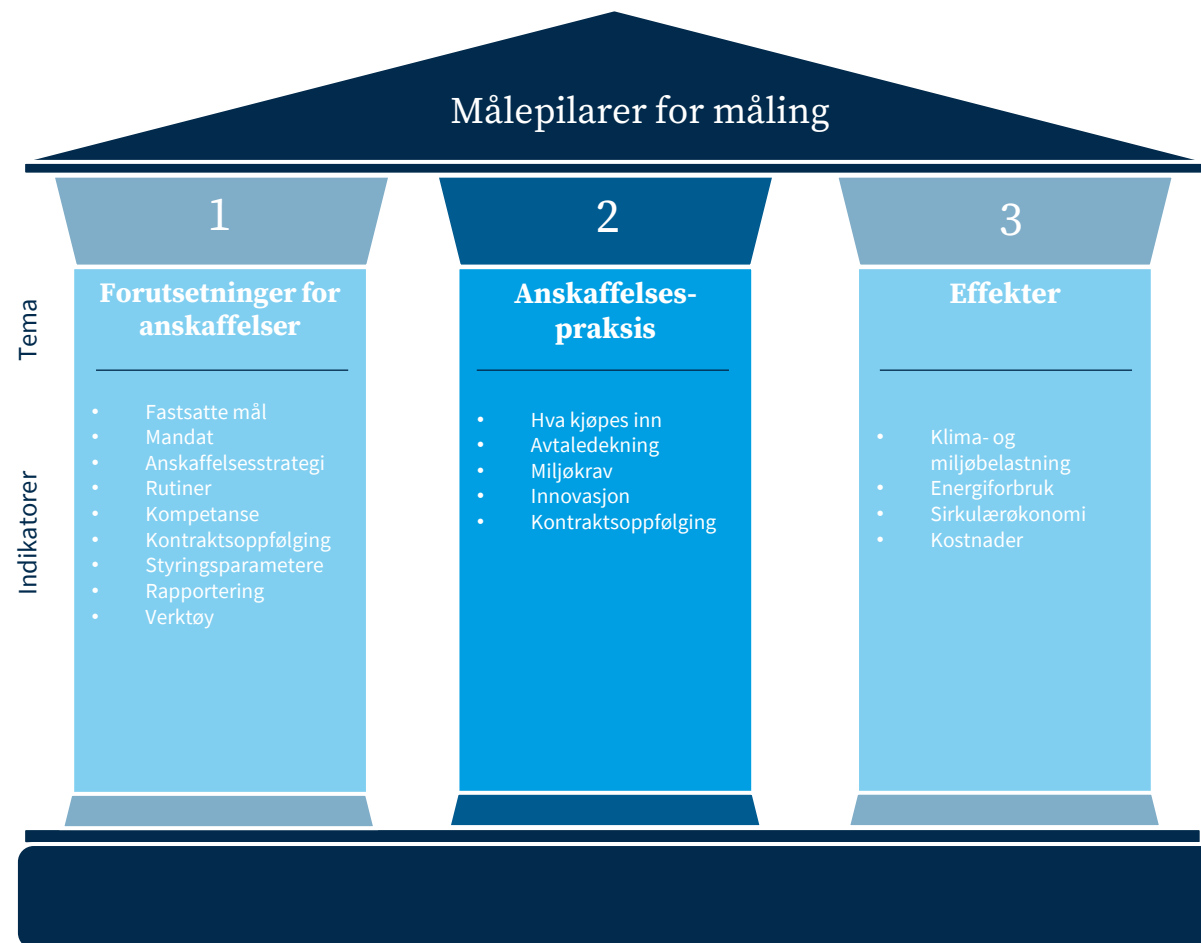 Målepilarer for måling
1
2
3
Tema
Indikatorer
Forutsetninger for
anskaffelser
• Fastsatte mål
• Mandat
• Anskaffelsesstrategi
• Rutiner
• Kompetanse
• Kontraktsoppfølging
• Styringsparametere
• Rapportering
• Verktøy
Anskaffelses-
praksis
• Hva kjøpes inn
• Avtaledekning
• Miljøkrav
• Innovasjon
• Kontraktsoppfølging
Effekter
• Klima- og
miljøbelastning
• Energiforbruk
• Sirkulærøkonomi
• Kostnader